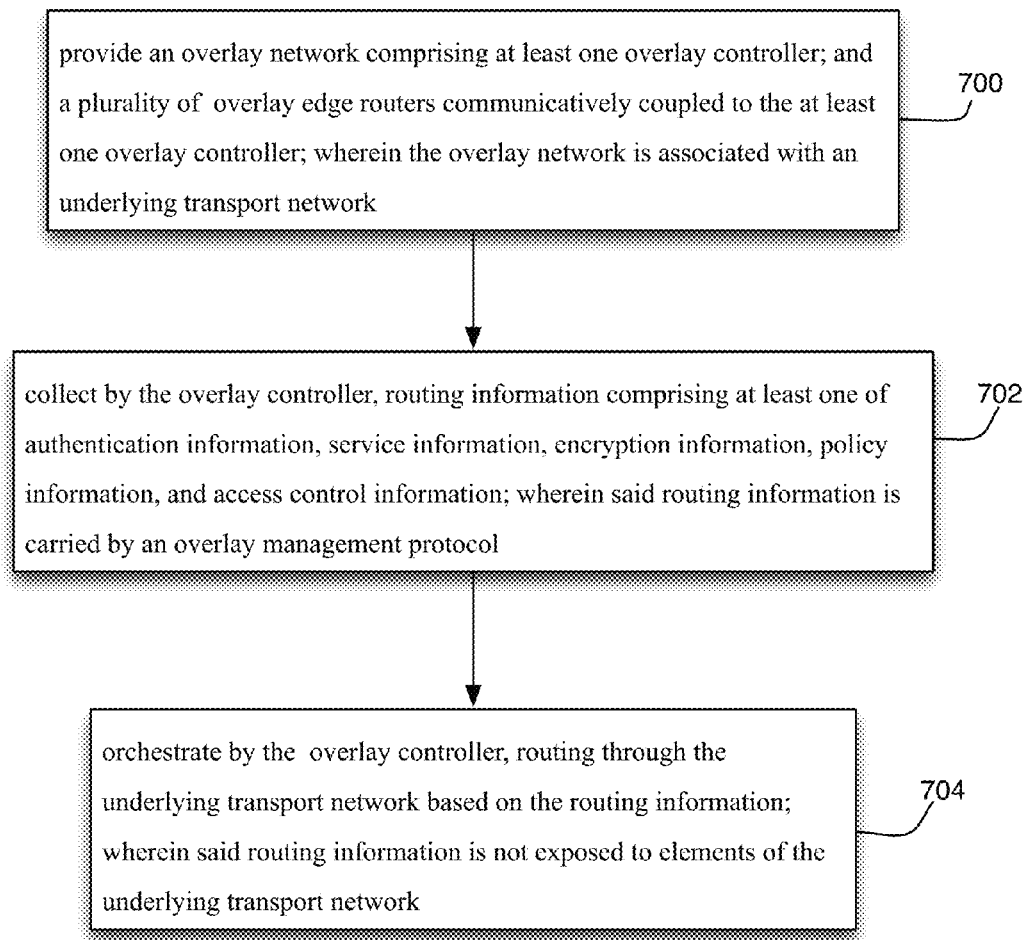 provide an overlay network comprising at least one overlay controller; and
a plurality of overlay edge routers communicatively coupled to the at least
one overlay controller; wherein the overlay network is associated with an
underlying transport network
700
collect by the overlay controller, routing information comprising at least one of
authentication information, service information, encryption information, policy
information, and access control information; wherein said routing information is
carried by an overlay management protocol
702
orchestrate by the overlay controller, routing through the
underlying transport network based on the routing information;
wherein said routing information is not exposed to elements of the
underlying transport network
704